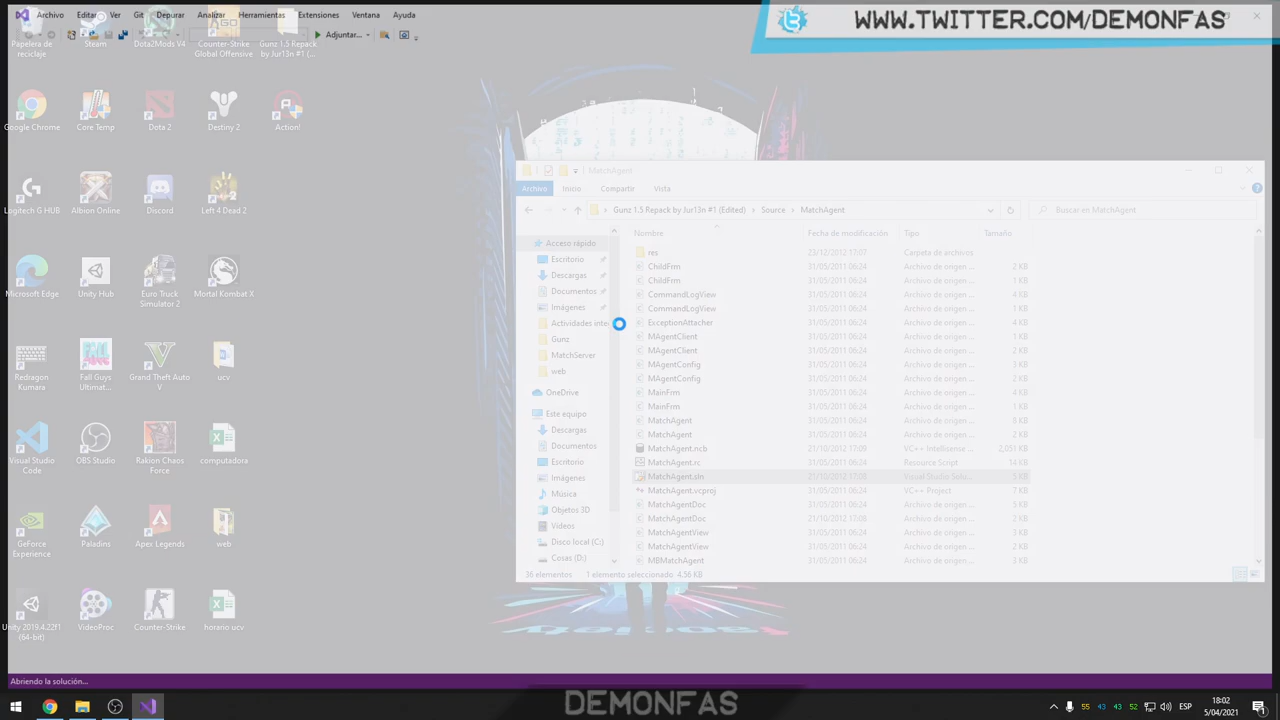 Archivo Editar Ver Git Depurar Analizar Herramientas Extensiones Ventana Ayuda
WWW.TWITTER.COM/DEMONFAS
Adjuntar...
Papelera de reciclaje
Steam
Dota2Mods V4
Counter-Strike Global Offensive
Gunz 1.5 Repack by Jur13n #1 (...
Google Chrome
Core Temp
Dota 2
Destiny 2
Action!
Logitech G HUB
Albion Online
Discord
Left 4 Dead 2
Microsoft Edge
Unity Hub
Euro Truck Simulator 2
Mortal Kombat X
Redragon Kumara
Fall Guys Ultimat...
Grand Theft Auto V
ucv
Visual Studio Code
OBS Studio
Rakion Chaos Force
computadora
GeForce Experience
Paladins
Apex Legends
web
Unity 2019.4.22f1 (64-bit)
VideoProc
Counter-Strike
horario ucv
MatchAgent
Archivo Inicio Compartir Vista
Gunz 1.5 Repack by Jur13n #1 (Edited) Source MatchAgent
Buscar en MatchAgent
Acceso rápido
Escritorio
Descargas
Documentos
Imágenes
Actividades inte
Gunz
MatchServer
web
OneDrive
Este equipo
Descargas
Documentos
Escritorio
Imágenes
Música
Objetos 3D
Vídeos
Disco local (C:)
Cosas (D:)
Nombre Fecha de modificación Tipo Tamaño
res 23/12/2012 17:07 Carpeta de archivos
ChildFrm 31/05/2011 06:24 Archivo de origen ... 2 KB
ChildFrm 31/05/2011 06:24 Archivo de origen ... 1 KB
CommandLogView 31/05/2011 06:24 Archivo de origen ... 4 KB
CommandLogView 31/05/2011 06:24 Archivo de origen ... 1 KB
ExceptionAttacher 31/05/2011 06:24 Archivo de origen ... 4 KB
MAgentClient 31/05/2011 06:24 Archivo de origen ... 1 KB
MAgentClient 31/05/2011 06:24 Archivo de origen ... 2 KB
MAgentConfig 31/05/2011 06:24 Archivo de origen ... 3 KB
MAgentConfig 31/05/2011 06:24 Archivo de origen ... 2 KB
MainFrm 31/05/2011 06:24 Archivo de origen ... 4 KB
MainFrm 31/05/2011 06:24 Archivo de origen ... 1 KB
MatchAgent 31/05/2011 06:24 Archivo de origen ... 8 KB
MatchAgent 31/05/2011 06:24 Archivo de origen ... 2 KB
MatchAgent.ncb 21/10/2012 17:09 VC++ Intellisense ... 2,051 KB
MatchAgent.rc 31/05/2011 06:24 Resource Script 14 KB
MatchAgent.sln 21/10/2012 17:08 Visual Studio Solu... 5 KB
MatchAgent.vcproj 31/05/2011 06:24 VC++ Project
MatchAgentDoc 31/05/2011 06:24 Archivo de origen ... 5 KB
MatchAgentDoc 21/10/2012 17:08 Archivo de origen ... 2 KB
MatchAgentView 31/05/2011 06:24 Archivo de origen ... 3 KB
MatchAgentView 31/05/2011 06:24 Archivo de origen ... 2 KB
MBMatchAgent 31/05/2011 06:24 Archivo de origen ... 3 KB
36 elementos 1 elemento seleccionado 4.56 KB
Abriendo la solución...
DEMONFAS
55 43 43 52 ESP
18:02
5/04/2021